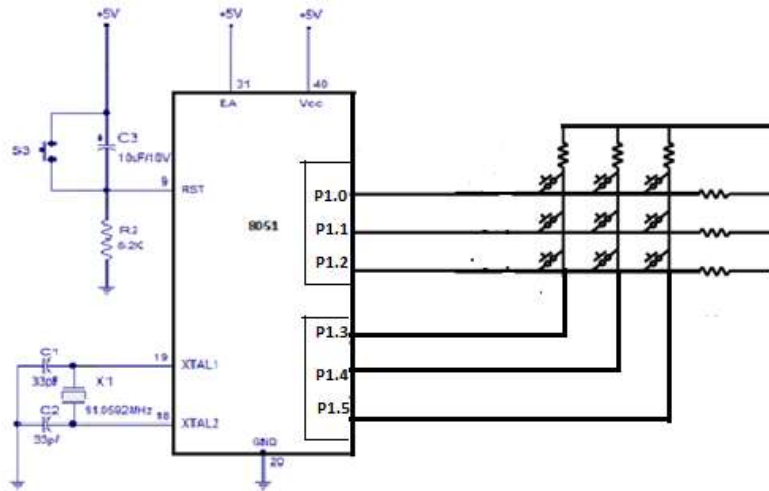 +5V
+5V
+5V
31
40
EA
Vcc
S3
C3
10uF/10V
9
RST
R2
8.2K
8051
P1.0
P1.1
P1.2
P1.3
P1.4
P1.5
C1
33pf
19
XTAL1
X1
11.0592MHz
C2
33pf
18
XTAL2
GND
20